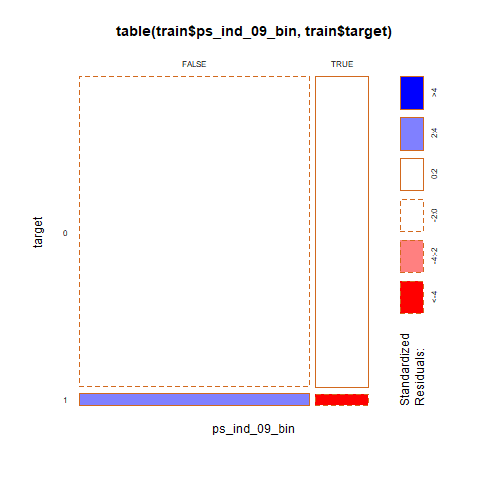 table(train$ps_ind_09_bin, train$target)
FALSE
TRUE
target
0
1
ps_ind_09_bin
>4
2:4
0:2
-2:0
-4:-2
<-4
Standardized
Residuals: